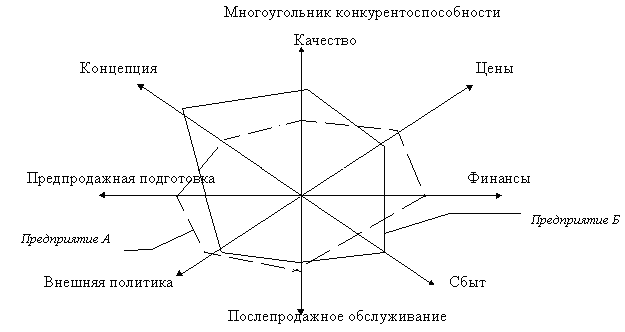 Многоугольник конкурентоспособности
Качество
Концепция
Цены
Предпродажная подготовка
Финансы
Предприятие А
Предприятие Б
Внешняя политика
Сбыт
Послепродажное обслуживание